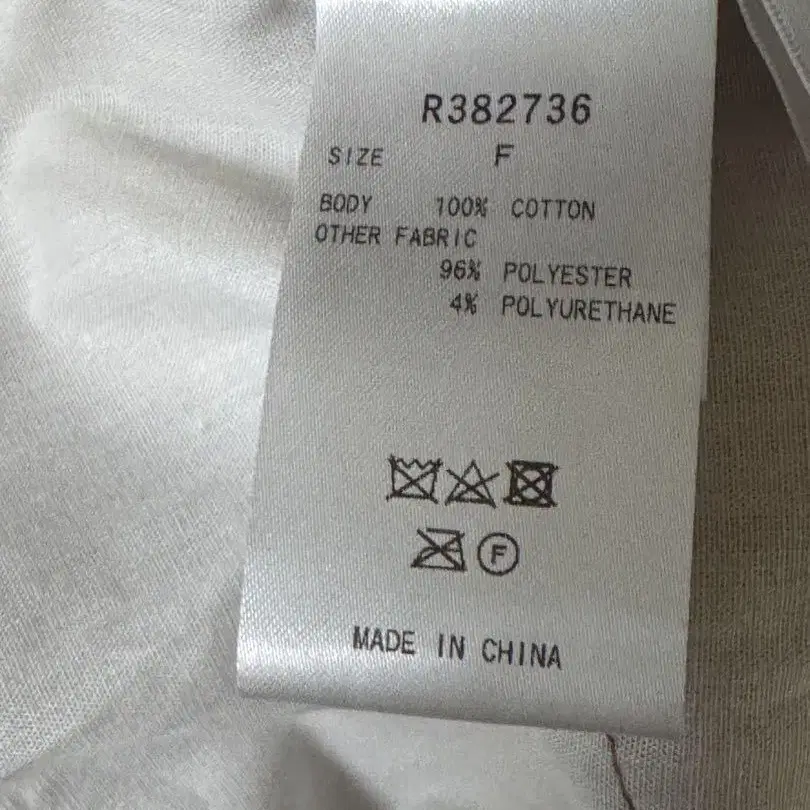 R382736
SIZE F
BODY 100% COTTON
OTHER FABRIC
96% POLYESTER
4% POLYURETHANE
F
MADE IN CHINA